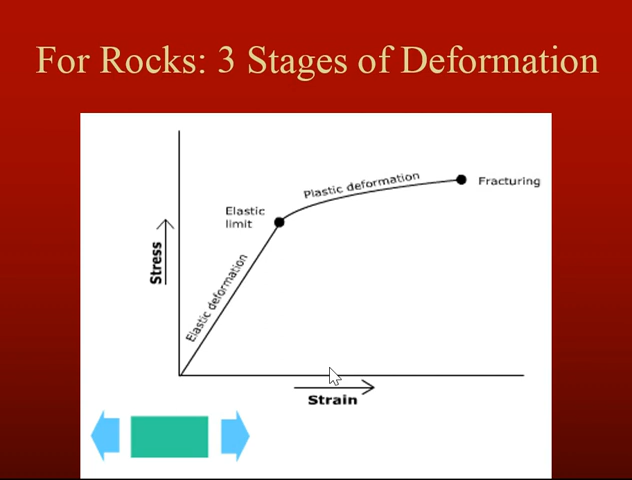 For Rocks: 3 Stages of Deformation
Plastic deformation
Fracturing
Elastic
limit
Elastic deformation
Stress
Strain